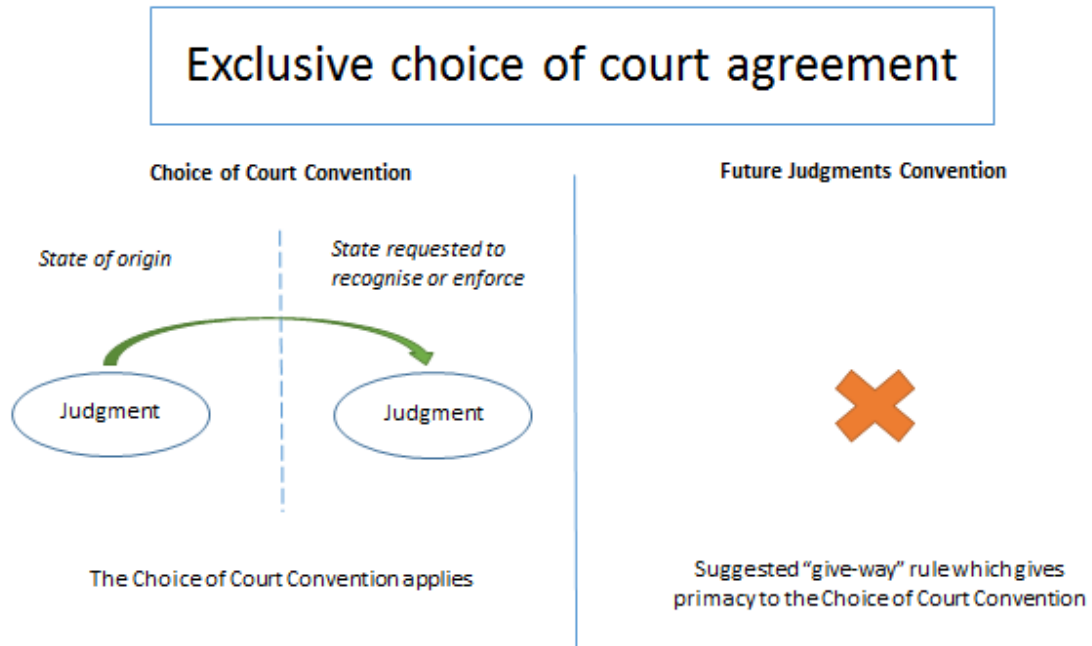 Exclusive choice of court agreement
Choice of Court Convention
State of origin
State requested to
recognise or enforce
Judgment
Judgment
The Choice of Court Convention applies
Future Judgments Convention
Suggested “give-way” rule which gives
primacy to the Choice of Court Convention